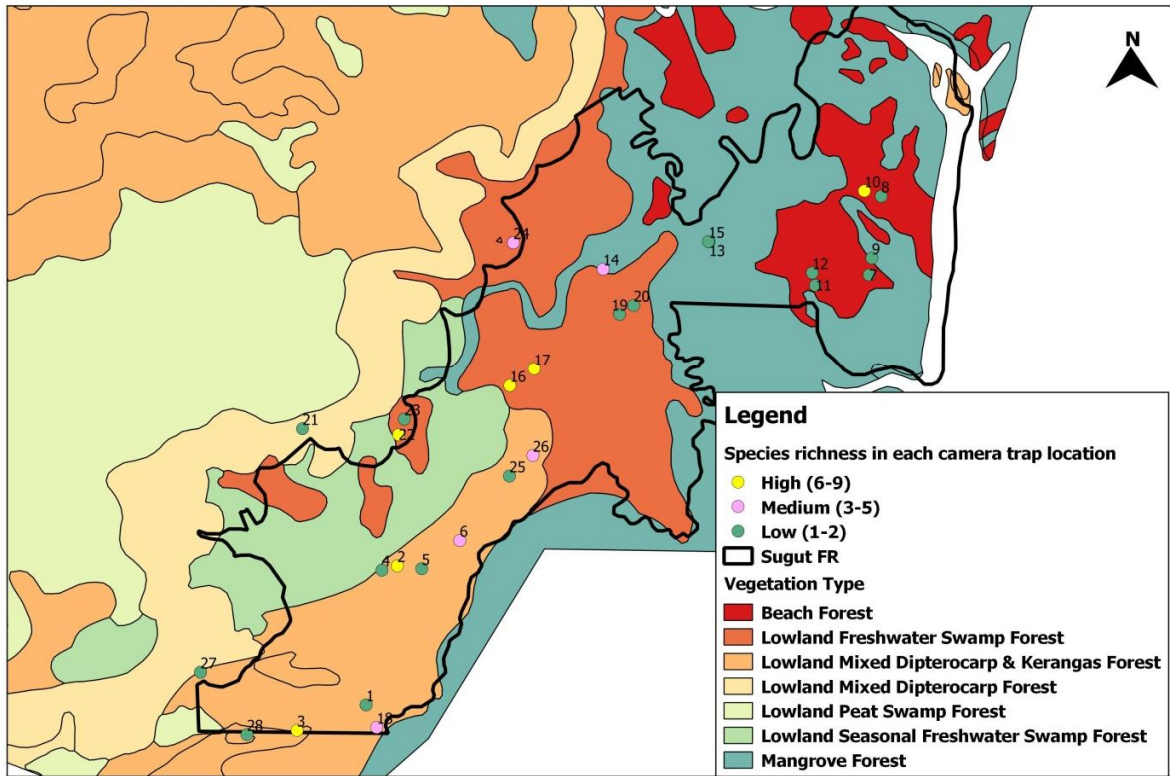 N
10
8
24
15
13
14
9
12
7
11
20
19
17
16
23
21
22
26
25
6
2
4
5
27
1
18
3
28
Legend
Species richness in each camera trap location
High (6-9)
Medium (3-5)
Low (1-2)
Sugut FR
Vegetation Type
Beach Forest
Lowland Freshwater Swamp Forest
Lowland Mixed Dipterocarp & Kerangas Forest
Lowland Mixed Dipterocarp Forest
Lowland Peat Swamp Forest
Lowland Seasonal Freshwater Swamp Forest
Mangrove Forest